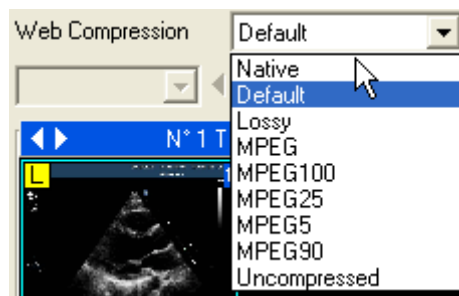 Web Compression Default
Native
Default
Lossy
MPEG
MPEG100
MPEG25
MPEG5
MPEG90
Uncompressed
N° 1 T
L